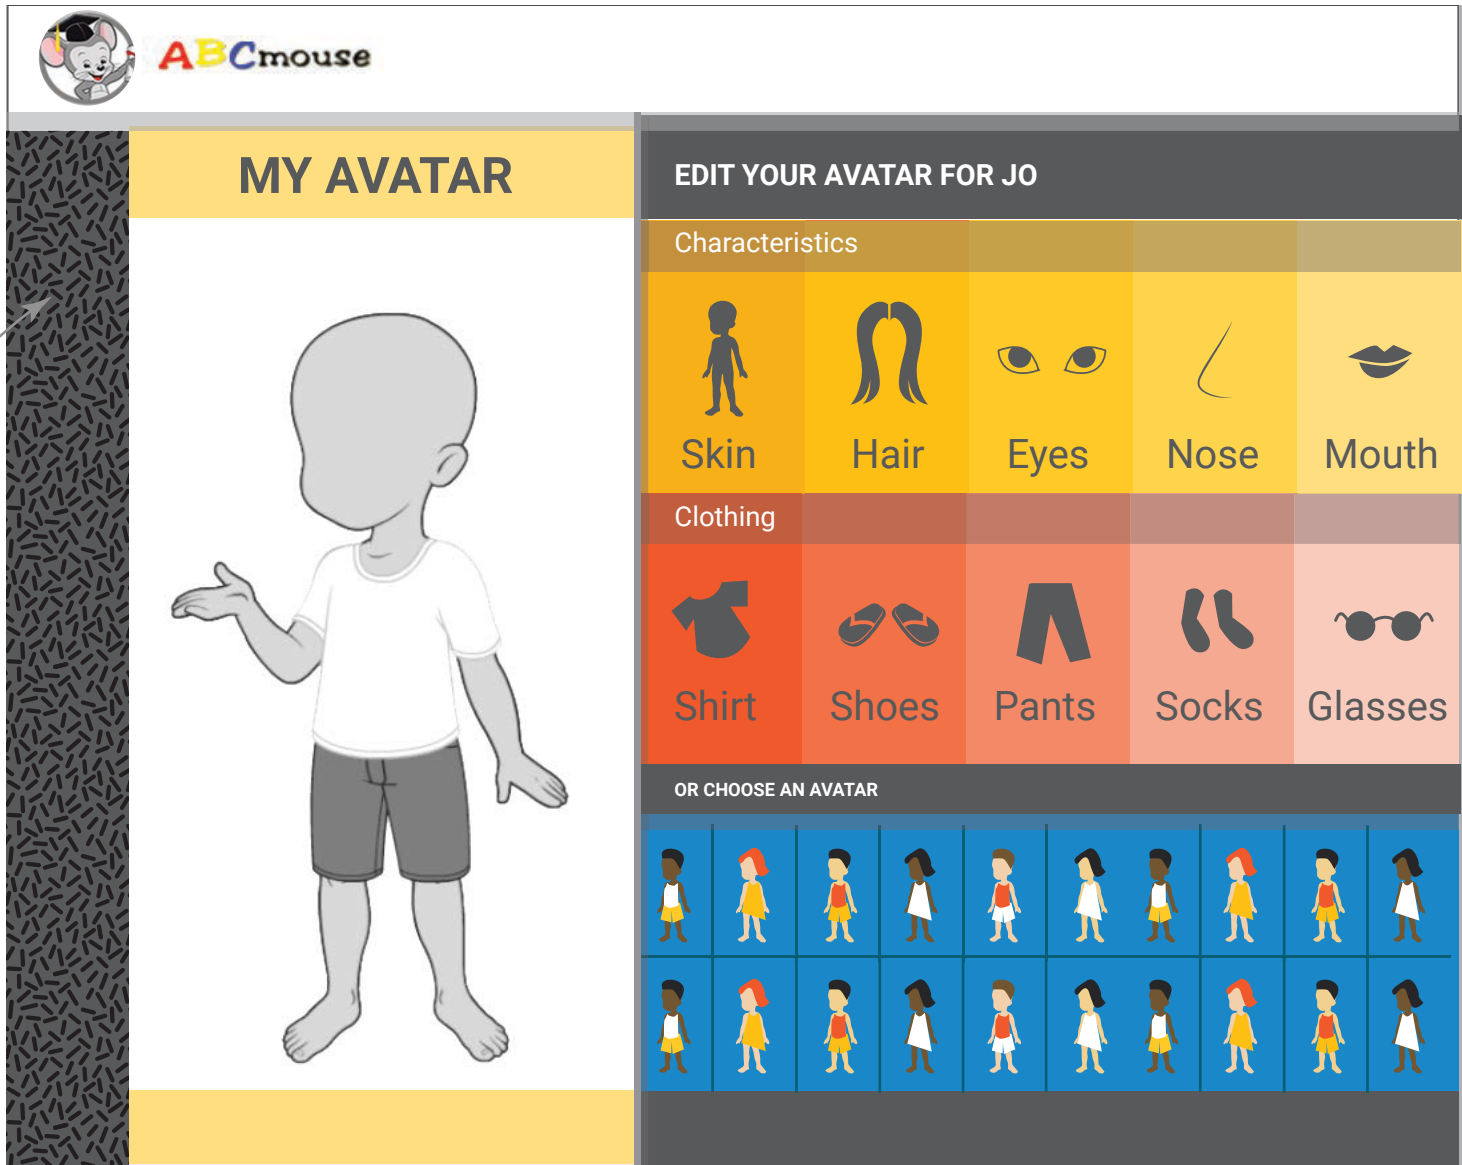 ABCmouse
MY AVATAR
EDIT YOUR AVATAR FOR JO
Characteristics
Skin Hair Eyes Nose Mouth
Clothing
Shirt Shoes Pants Socks Glasses
OR CHOOSE AN AVATAR